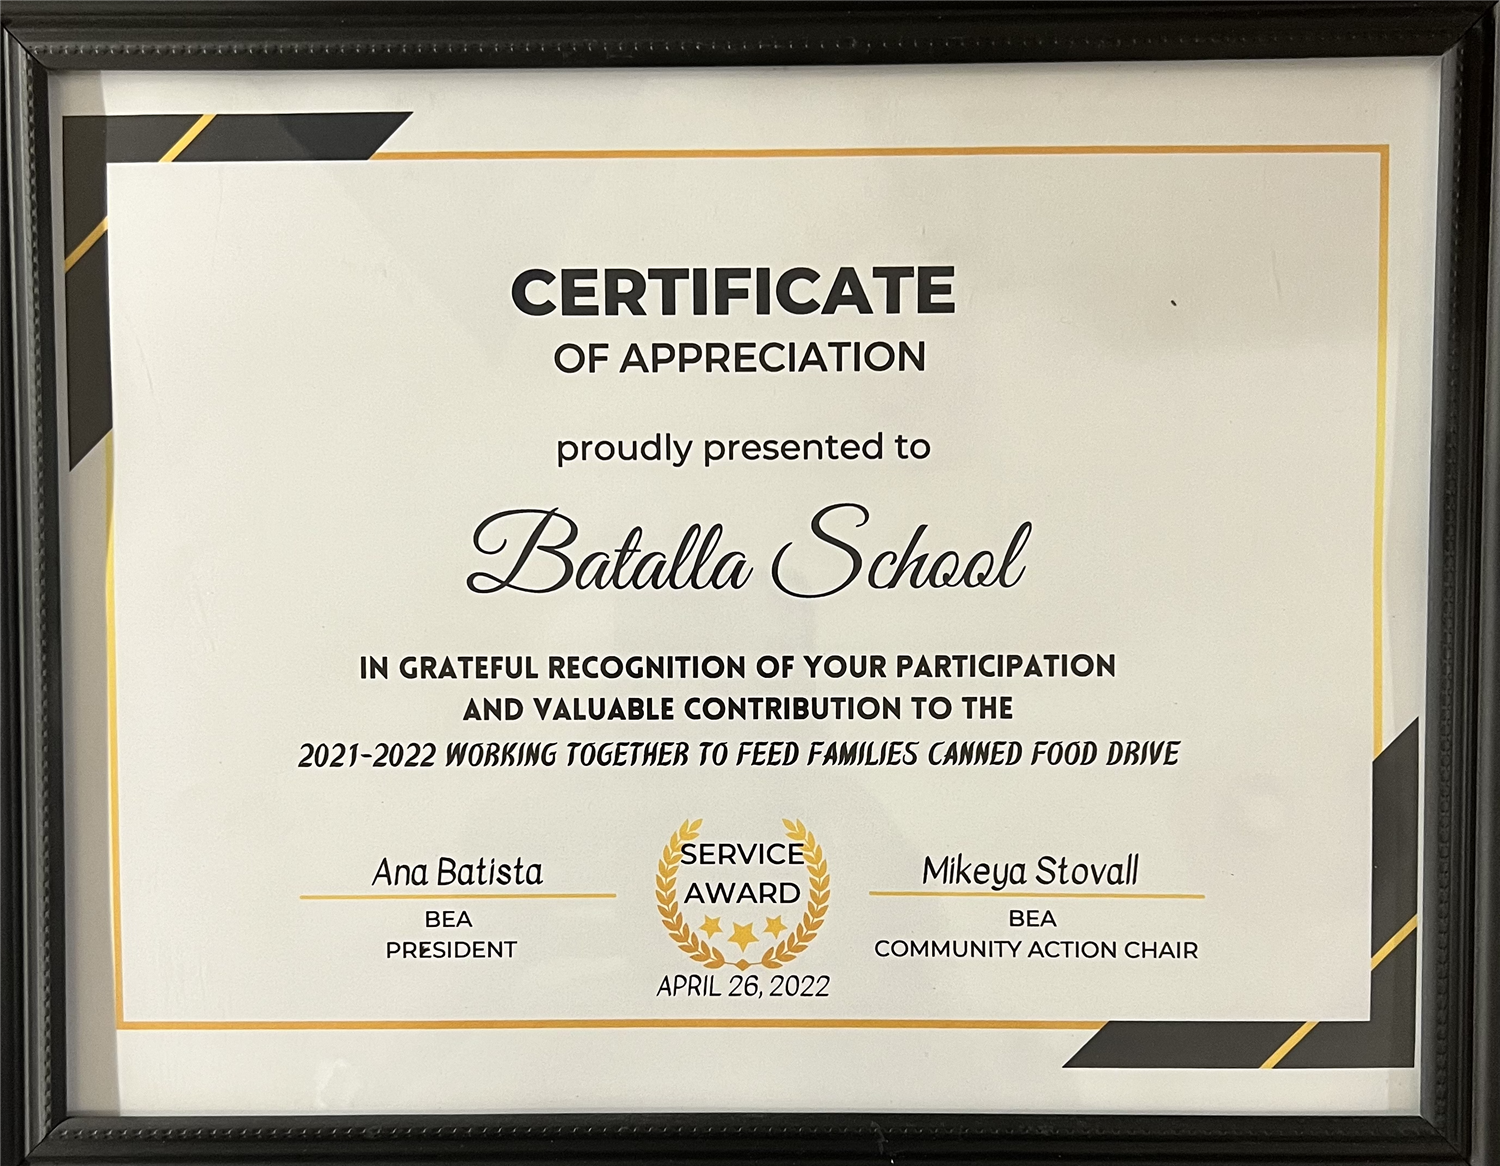 CERTIFICATE
OF APPRECIATION
proudly presented to
Batalla School
IN GRATEFUL RECOGNITION OF YOUR PARTICIPATION
AND VALUABLE CONTRIBUTION TO THE
2021-2022 WORKING TOGETHER TO FEED FAMILIES CANNED FOOD DRIVE
Ana Batista
BEA
PRESIDENT
SERVICE
AWARD
APRIL 26, 2022
Mikeya Stovall
BEA
COMMUNITY ACTION CHAIR